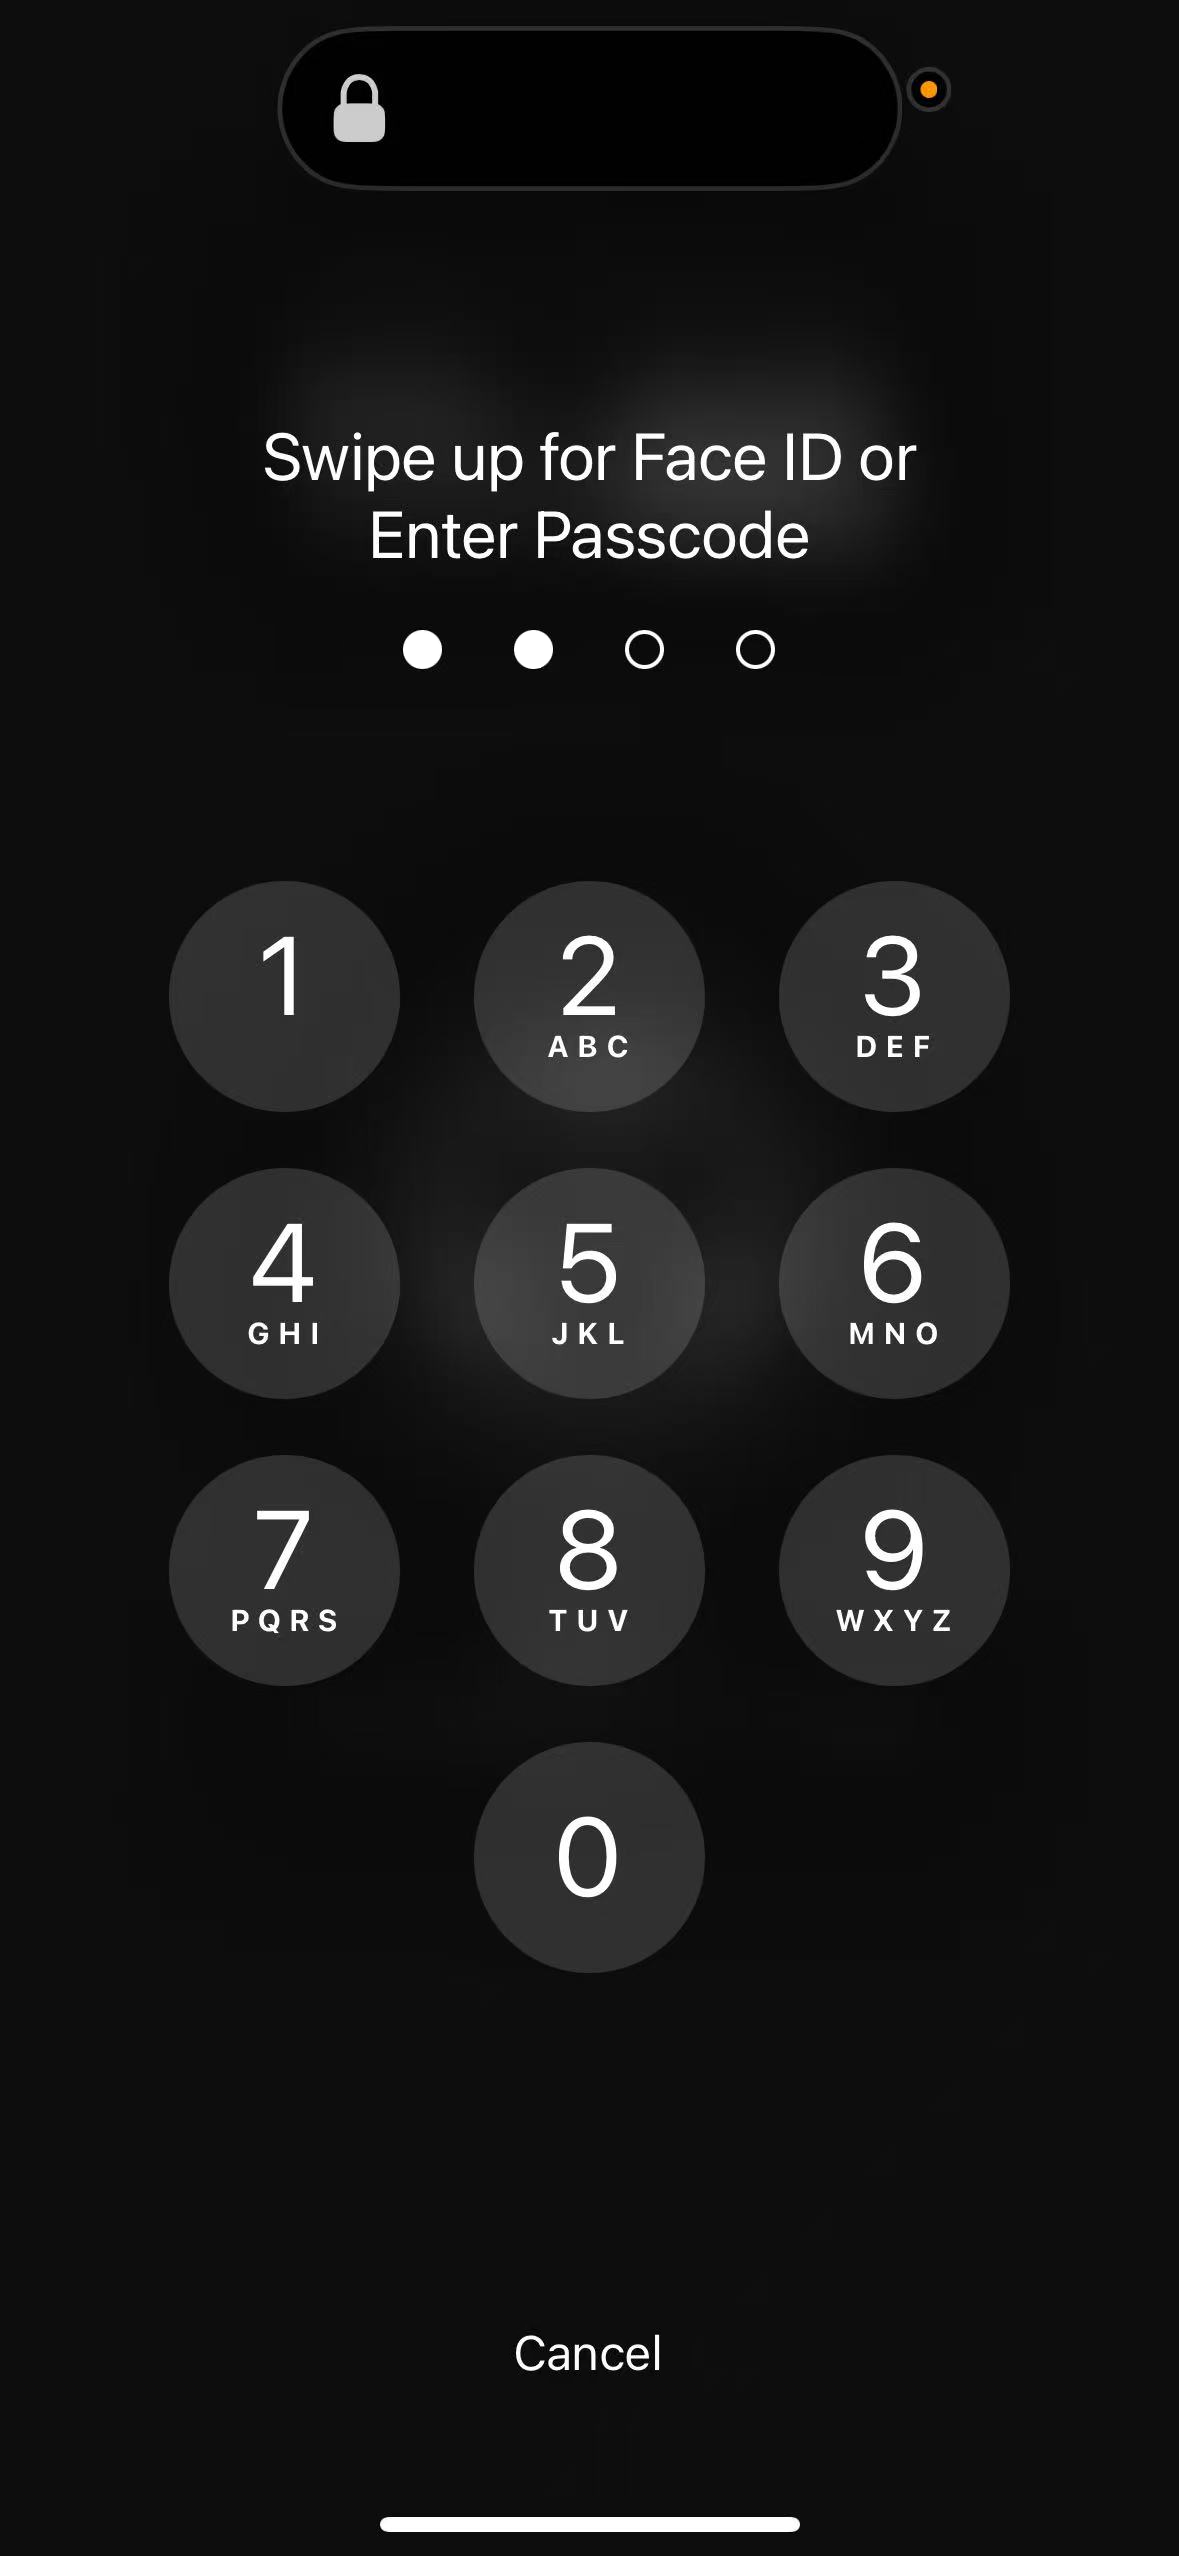 Swipe up for Face ID or
Enter Passcode
1
2
ABC
3
DEF
4
GHI
5
JKL
6
MNO
7
PQRS
8
TUV
9
WXYZ
0
Cancel